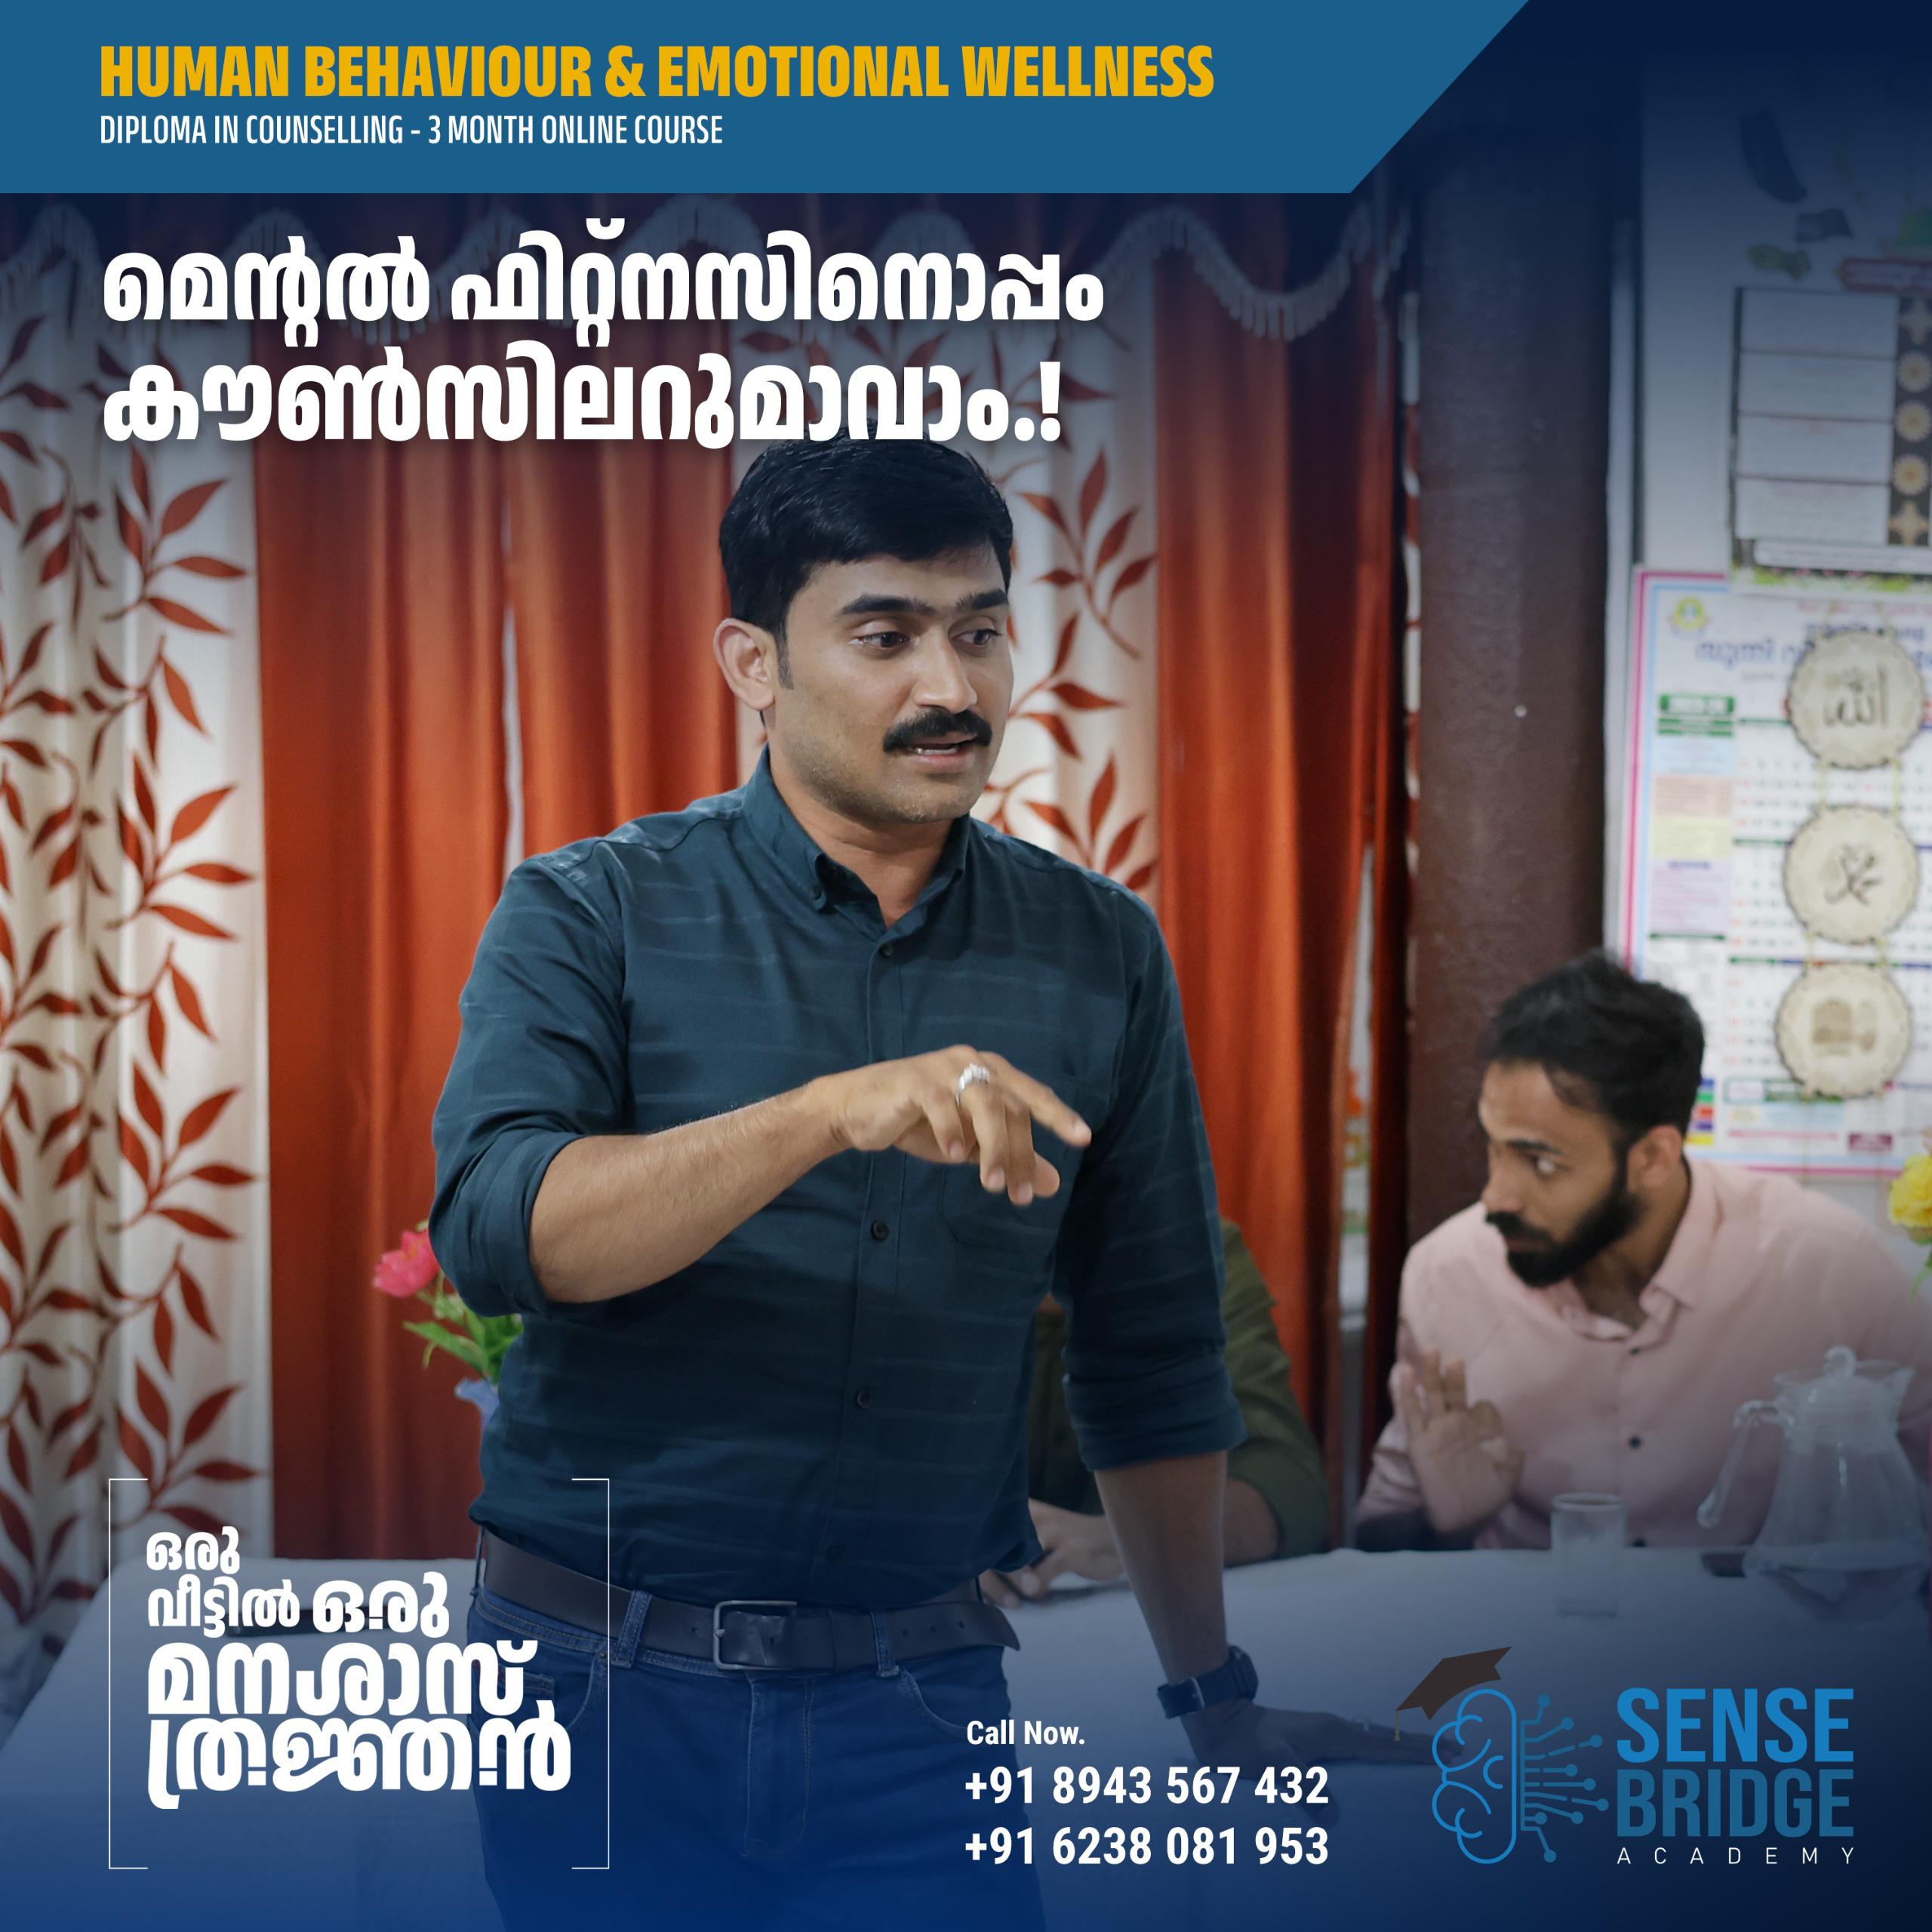 HUMAN BEHAVIOUR & EMOTIONAL WELLNESS
DIPLOMA IN COUNSELLING - 3 MONTH ONLINE COURSE
മെന്റൽ ഫിറ്റ്നസിനൊപ്പം
കൗൺസിലറുമാവാം.!
സുന്നി
ﷲ
ഒരു
വീട്ടിൽ ഒരു
മനശാസ്
ത്രജ്ഞൻ
Call Now.
+91 8943 567 432
+91 6238 081 953
SENSE
BRIDGE
ACADEMY